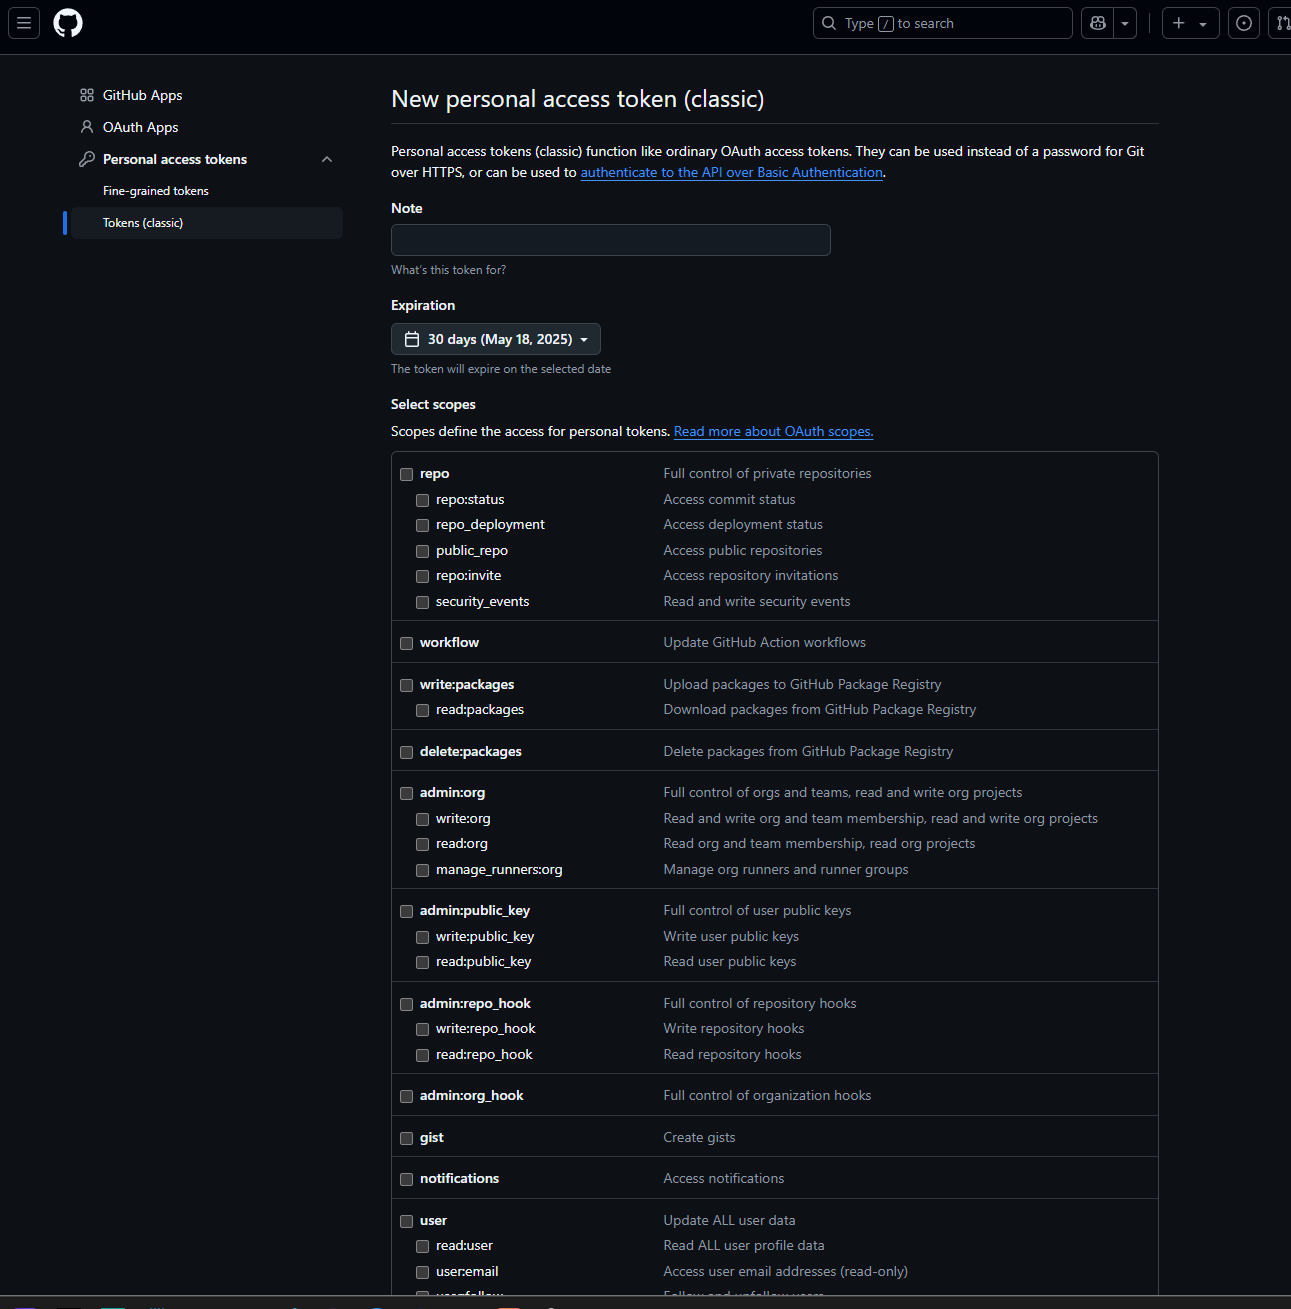 Type / to search
GitHub Apps
OAuth Apps
Personal access tokens
Fine-grained tokens
Tokens (classic)
New personal access token (classic)
Personal access tokens (classic) function like ordinary OAuth access tokens. They can be used instead of a password for Git
over HTTPS, or can be used to authenticate to the API over Basic Authentication.
Note
What's this token for?
Expiration
30 days (May 18, 2025)
The token will expire on the selected date
Select scopes
Scopes define the access for personal tokens. Read more about OAuth scopes.
repo Full control of private repositories
repo:status Access commit status
repo_deployment Access deployment status
public_repo Access public repositories
repo:invite Access repository invitations
security_events Read and write security events
workflow Update GitHub Action workflows
write:packages Upload packages to GitHub Package Registry
read:packages Download packages from GitHub Package Registry
delete:packages Delete packages from GitHub Package Registry
admin:org Full control of orgs and teams, read and write org projects
write:org Read and write org and team membership, read and write org projects
read:org Read org and team membership, read org projects
manage_runners:org Manage org runners and runner groups
admin:public_key Full control of user public keys
write:public_key Write user public keys
read:public_key Read user public keys
admin:repo_hook Full control of repository hooks
write:repo_hook Write repository hooks
read:repo_hook Read repository hooks
admin:org_hook Full control of organization hooks
gist Create gists
notifications Access notifications
user Update ALL user data
read:user Read ALL user profile data
user:email Access user email addresses (read-only)
user:follow Follow and unfollow users